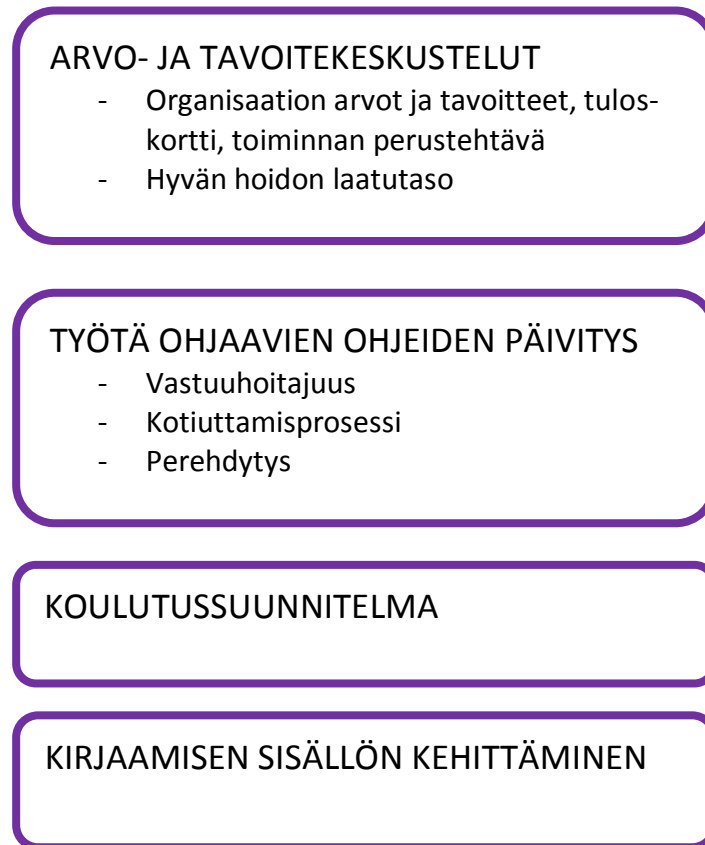 ARVO- JA TAVOITEKESKUSTELUT
- Organisaation arvot ja tavoitteet, tulos-
kortti, toiminnan perustehtävä
- Hyvän hoidon laatutaso
TYÖTÄ OHJAAVIEN OHJEIDEN PÄIVITYS
- Vastuuhoitajuus
- Kotiuttamisprosessi
- Perehdytys
KOULUTUSSUUNNITELMA
KIRJAAMISEN SISÄLLÖN KEHITTÄMINEN